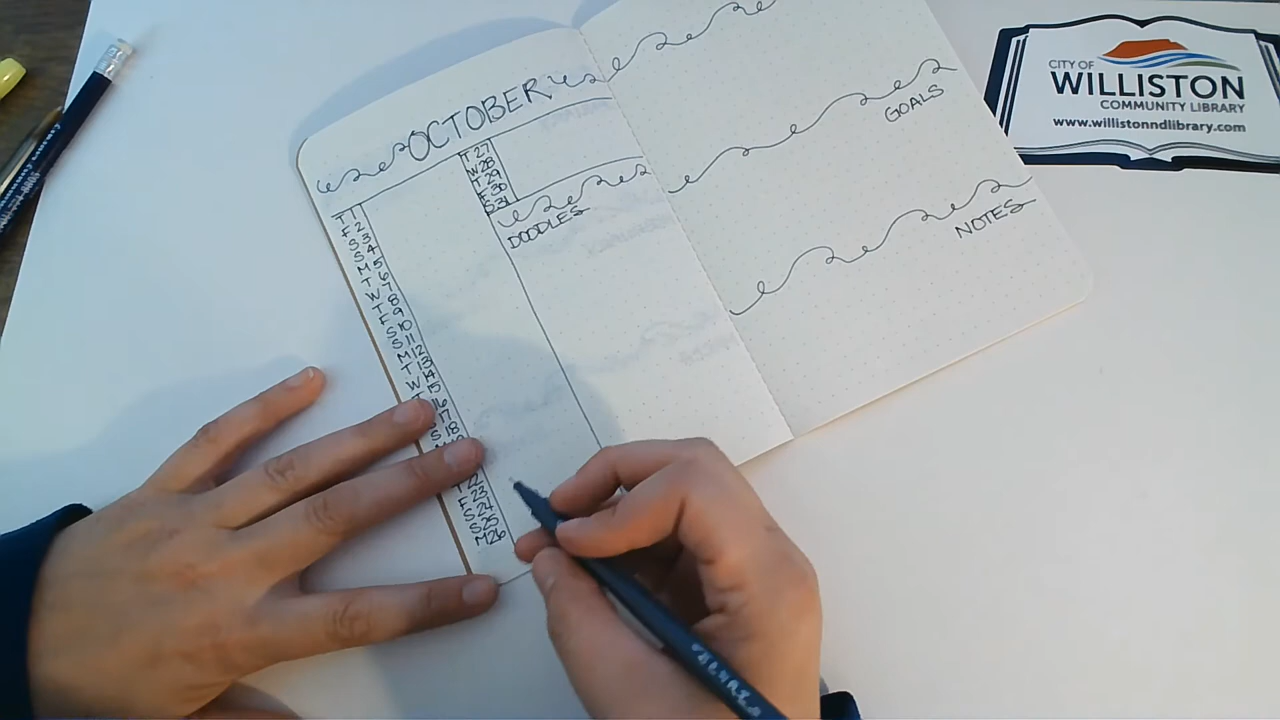 OCTOBER
T 1
2
F 3
S 4
S 5
M 6
T 7
W 8
T 9
F 10
S 11
S 12
M 13
T 14
W 15
16
17
S 18
22
23
F 24
S 25
S 26
M 26
T 27
W 28
T 29
F 30
S 31
DOODLES
GOALS
NOTES
CITY OF
WILLISTON
COMMUNITY LIBRARY
www.willistonndlibrary.com